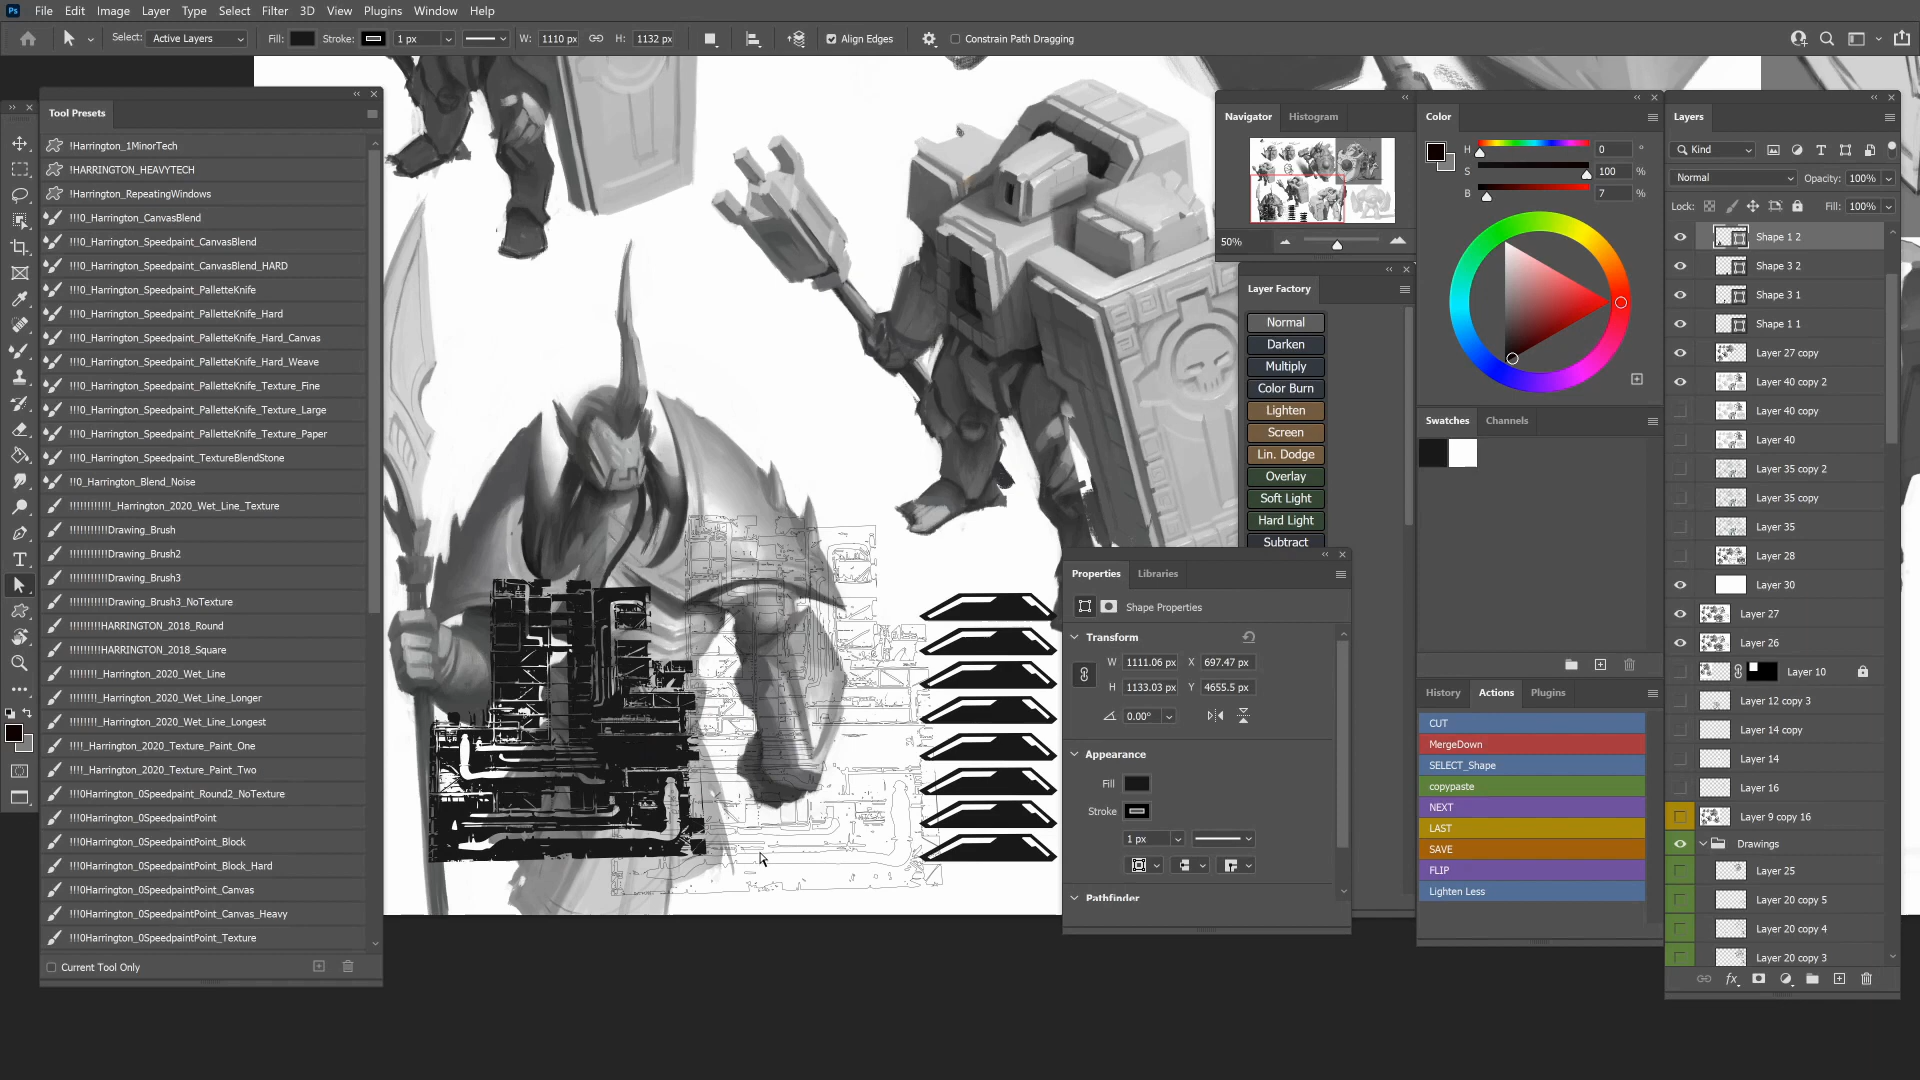 Ps File Edit Image Layer Type Select Filter 3D View Plugins Window Help
Select: Active Layers Fill: Stroke: 1 px W: 1110 px H: 1132 px Align Edges Constrain Path Dragging
Tool Presets
!Harrington_1MinorTech
!HARRINGTON_HEAVYTECH
!Harrington_RepeatingWindows
!!!0_Harrington_CanvasBlend
!!!0_Harrington_Speedpaint_CanvasBlend
!!!0_Harrington_Speedpaint_CanvasBlend_HARD
!!!0_Harrington_Speedpaint_PalletteKnife
!!!0_Harrington_Speedpaint_PalletteKnife_Hard
!!!0_Harrington_Speedpaint_PalletteKnife_Hard_Canvas
!!!0_Harrington_Speedpaint_PalletteKnife_Hard_Weave
!!!0_Harrington_Speedpaint_PalletteKnife_Texture_Fine
!!!0_Harrington_Speedpaint_PalletteKnife_Texture_Large
!!!0_Harrington_Speedpaint_PalletteKnife_Texture_Paper
!!!0_Harrington_Speedpaint_TextureBlendStone
!!0_Harrington_Blend_Noise
!!!!!!!!!!!!_Harrington_2020_Wet_Line_Texture
!!!!!!!!!!!Drawing_Brush
!!!!!!!!!!!Drawing_Brush2
!!!!!!!!!!!Drawing_Brush3
!!!!!!!!!!!Drawing_Brush3_NoTexture
!!!!!!!!!HARRINGTON_2018_Round
!!!!!!!!!HARRINGTON_2018_Square
!!!!!!!!_Harrington_2020_Wet_Line
!!!!!!!!_Harrington_2020_Wet_Line_Longer
!!!!!!!!_Harrington_2020_Wet_Line_Longest
!!!!_Harrington_2020_Texture_Paint_One
!!!!_Harrington_2020_Texture_Paint_Two
!!!0Harrington_0Speedpaint_Round2_NoTexture
!!!0Harrington_0SpeedpaintPoint
!!!0Harrington_0SpeedpaintPoint_Block
!!!0Harrington_0SpeedpaintPoint_Block_Hard
!!!0Harrington_0SpeedpaintPoint_Canvas
!!!0Harrington_0SpeedpaintPoint_Canvas_Heavy
!!!0Harrington_0SpeedpaintPoint_Texture
Current Tool Only
Navigator Histogram
50%
Layer Factory
Normal
Darken
Multiply
Color Burn
Lighten
Screen
Lin. Dodge
Overlay
Soft Light
Hard Light
Subtract
Properties Libraries
Shape Properties
Transform
W 1111.06 px X 697.47 px
H 1133.03 px Y 4655.5 px
0.00°
Appearance
Fill
Stroke
1 px
Pathfinder
Color
H 0 °
S 100 %
B 7 %
Swatches Channels
History Actions Plugins
CUT
MergeDown
SELECT_Shape
copypaste
NEXT
LAST
SAVE
FLIP
Lighten Less
Layers
Kind
Normal Opacity: 100%
Lock: Fill: 100%
Shape 1 2
Shape 3 2
Shape 3 1
Shape 1 1
Layer 27 copy
Layer 40 copy 2
Layer 40 copy
Layer 40
Layer 35 copy 2
Layer 35 copy
Layer 35
Layer 28
Layer 30
Layer 27
Layer 26
Layer 10
Layer 12 copy 3
Layer 14 copy
Layer 14
Layer 16
Layer 9 copy 16
Drawings
Layer 25
Layer 20 copy 5
Layer 20 copy 4
Layer 20 copy 3
fx